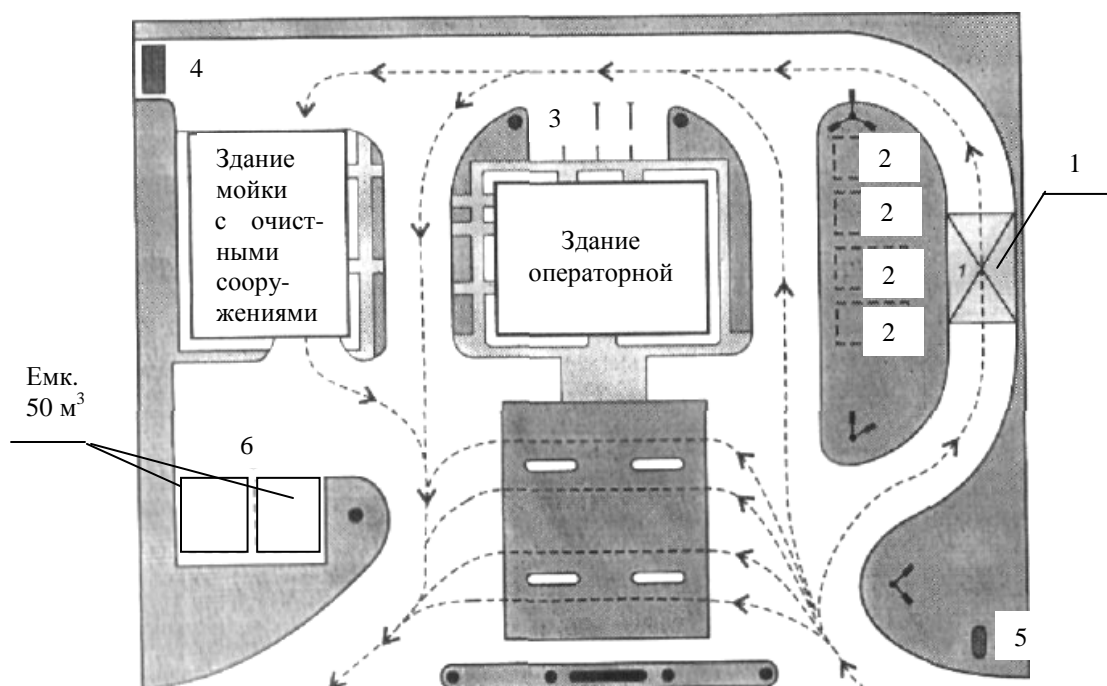 4
3
Здание
мойки
с очист-
ными
соору-
жениями
Здание
операторной
2
2
2
2
1
1
Емк.
50 м³
6
5